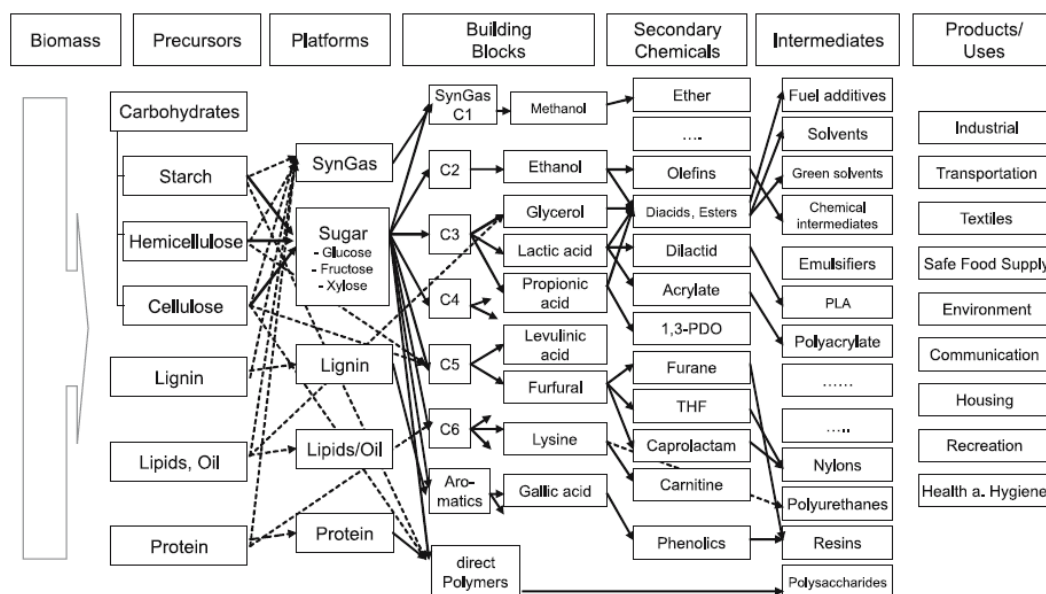 Biomass
Precursors
Platforms
Building
Blocks
Secondary
Chemicals
Intermediates
Products/
Uses
Carbohydrates
Starch
Hemicellulose
Cellulose
Lignin
Lipids, Oil
Protein
SynGas
Sugar
- Glucose
- Fructose
- Xylose
Lignin
Lipids/Oil
Protein
SynGas
C1
C2
C3
C4
C5
C6
Aro-
matics
direct
Polymers
Methanol
Ethanol
Glycerol
Lactic acid
Propionic
acid
Levulinic
acid
Furfural
Lysine
Gallic acid
Ether
….
Olefins
Diacids, Esters
Dilactid
Acrylate
1,3-PDO
Furane
THF
Caprolactam
Carnitine
Phenolics
Fuel additives
Solvents
Green solvents
Chemical
intermediates
Emulsifiers
PLA
Polyacrylate
……
…..
Nylons
Polyurethanes
Resins
Polysaccharides
Industrial
Transportation
Textiles
Safe Food Supply
Environment
Communication
Housing
Recreation
Health a. Hygiene